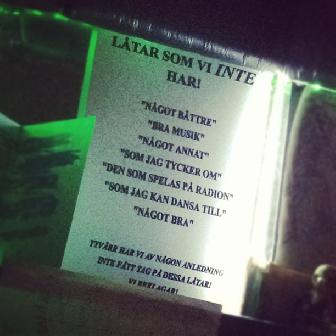 LÅTAR SOM VI INTE
HAR!
"NÅGOT BÄTTRE"
"BRA MUSIK"
"NÅGOT ANNAT"
"SOM JAG TYCKER OM"
"DEN SOM SPELAS PÅ RADION"
"SOM JAG KAN DANSA TILL"
"NÅGOT BRA"
TYVÄRR HAR VI AV NÅGON ANLEDNING
INTE FÅTT TAG PÅ DESSA LÅTAR!
VI BEKLAGAR!